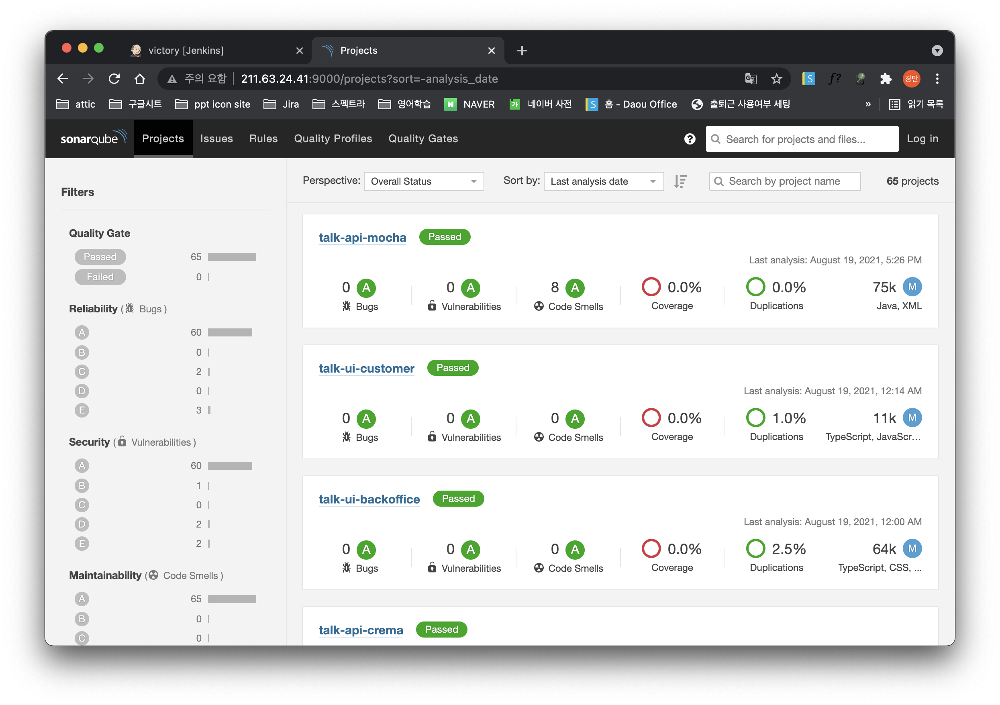 victory [Jenkins]
Projects
주의 요함 211.63.24.41:9000/projects?sort=-analysis_date
경만
attic 구글시트 ppt icon site Jira 스펙트라 영어학습 NAVER 네이버 사전 홈 - Daou Office 출퇴근 사용여부 세팅 » 읽기 목록
sonarqube Projects Issues Rules Quality Profiles Quality Gates ? Search for projects and files... Log in
Perspective: Overall Status Sort by: Last analysis date Search by project name 65 projects
Filters
Quality Gate
Passed 65
Failed 0
Reliability ( Bugs )
A 60
B 0
C 2
D 0
E 3
Security ( Vulnerabilities )
A 60
B 1
C 0
D 2
E 2
Maintainability ( Code Smells )
A 65
B 0
C 0
talk-api-mocha Passed
Last analysis: August 19, 2021, 5:26 PM
0 A 0 A 8 A 0.0% 0.0% 75k M
Bugs Vulnerabilities Code Smells Coverage Duplications Java, XML
talk-ui-customer Passed
Last analysis: August 19, 2021, 12:14 AM
0 A 0 A 0 A 0.0% 1.0% 11k M
Bugs Vulnerabilities Code Smells Coverage Duplications TypeScript, JavaScr...
talk-ui-backoffice Passed
Last analysis: August 19, 2021, 12:00 AM
0 A 0 A 0 A 0.0% 2.5% 64k M
Bugs Vulnerabilities Code Smells Coverage Duplications TypeScript, CSS, ...
talk-api-crema Passed